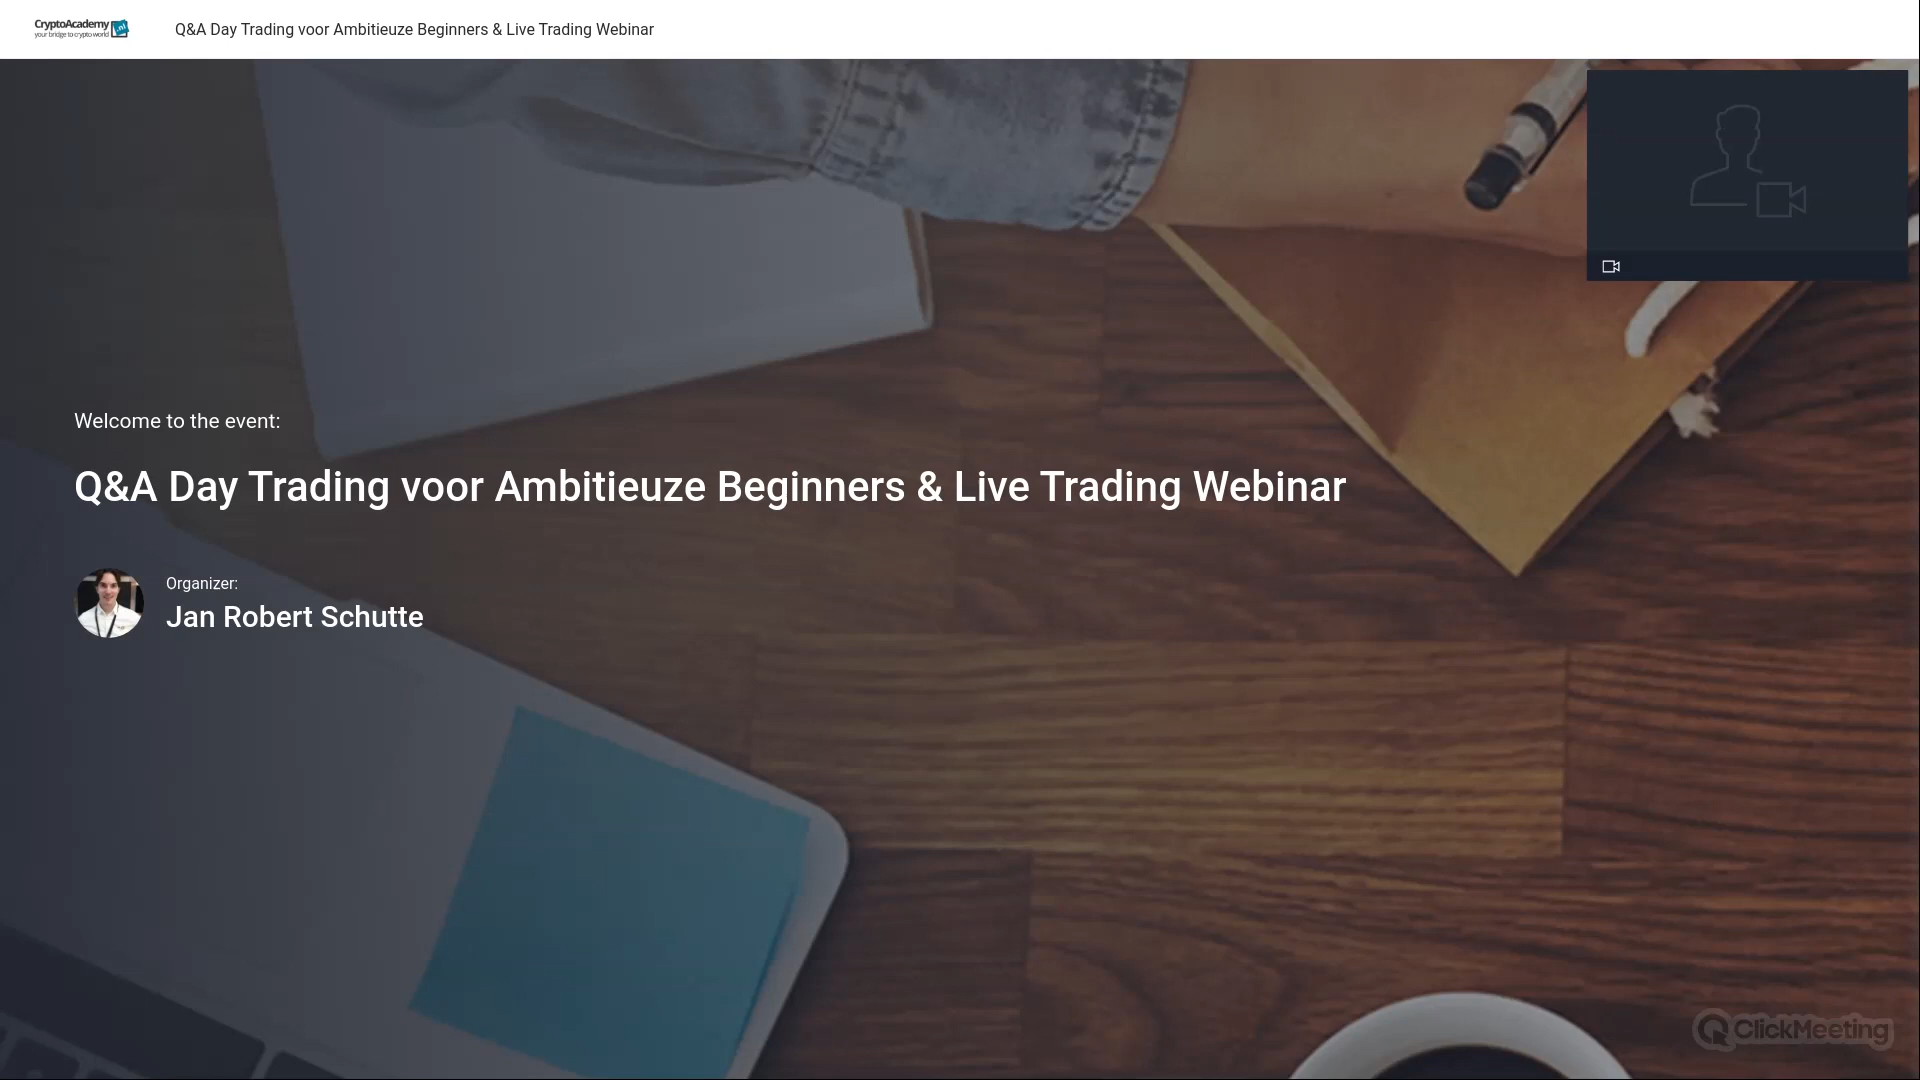 CryptoAcademy .nl
your bridge to crypto world
Q&A Day Trading voor Ambitieuze Beginners & Live Trading Webinar
Welcome to the event:
Q&A Day Trading voor Ambitieuze Beginners & Live Trading Webinar
Organizer:
Jan Robert Schutte
ClickMeeting